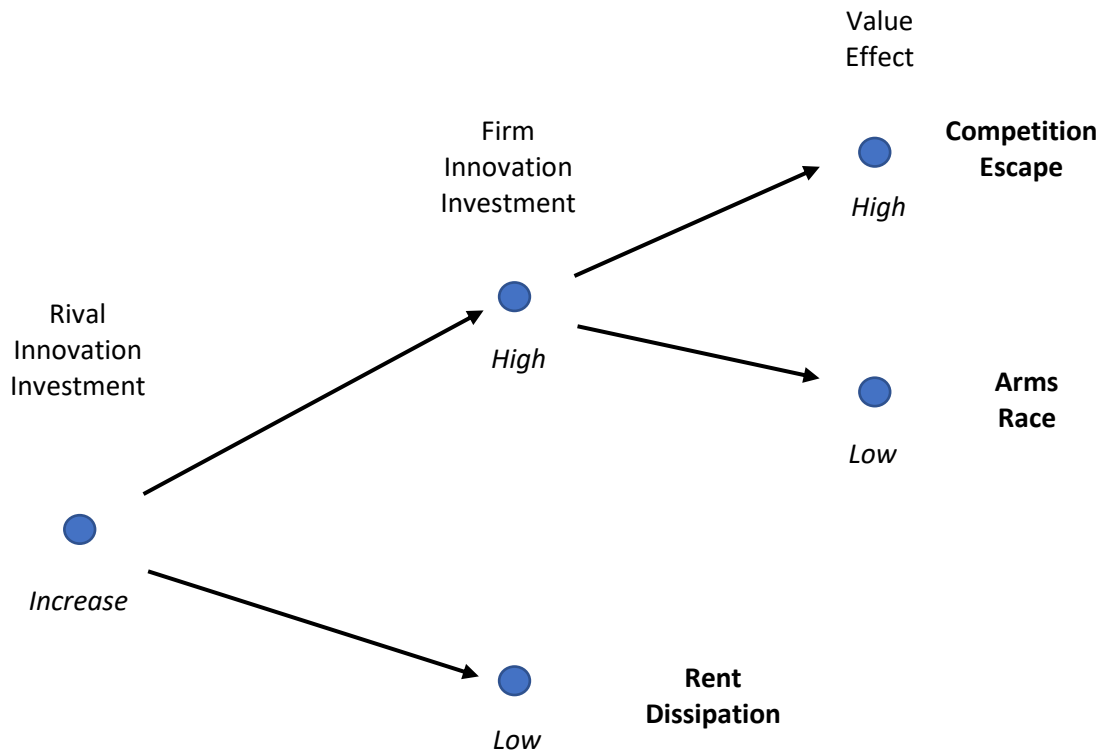 Value
Effect
Competition
Escape
High
Firm
Innovation
Investment
High
Arms
Race
Low
Rival
Innovation
Investment
Increase
Rent
Dissipation
Low